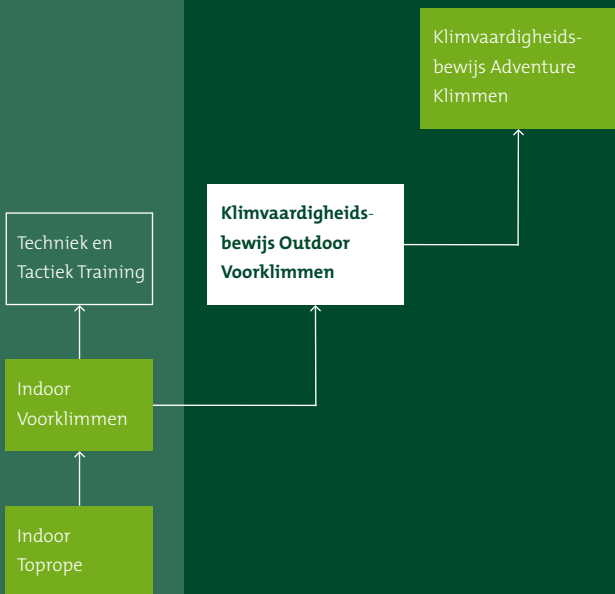 Klimvaardigheids-
bewijs Adventure
Klimmen
Klimvaardigheids-
bewijs Outdoor
Voorklimmen
Techniek en
Tactiek Training
Indoor
Voorklimmen
Indoor
Toprope